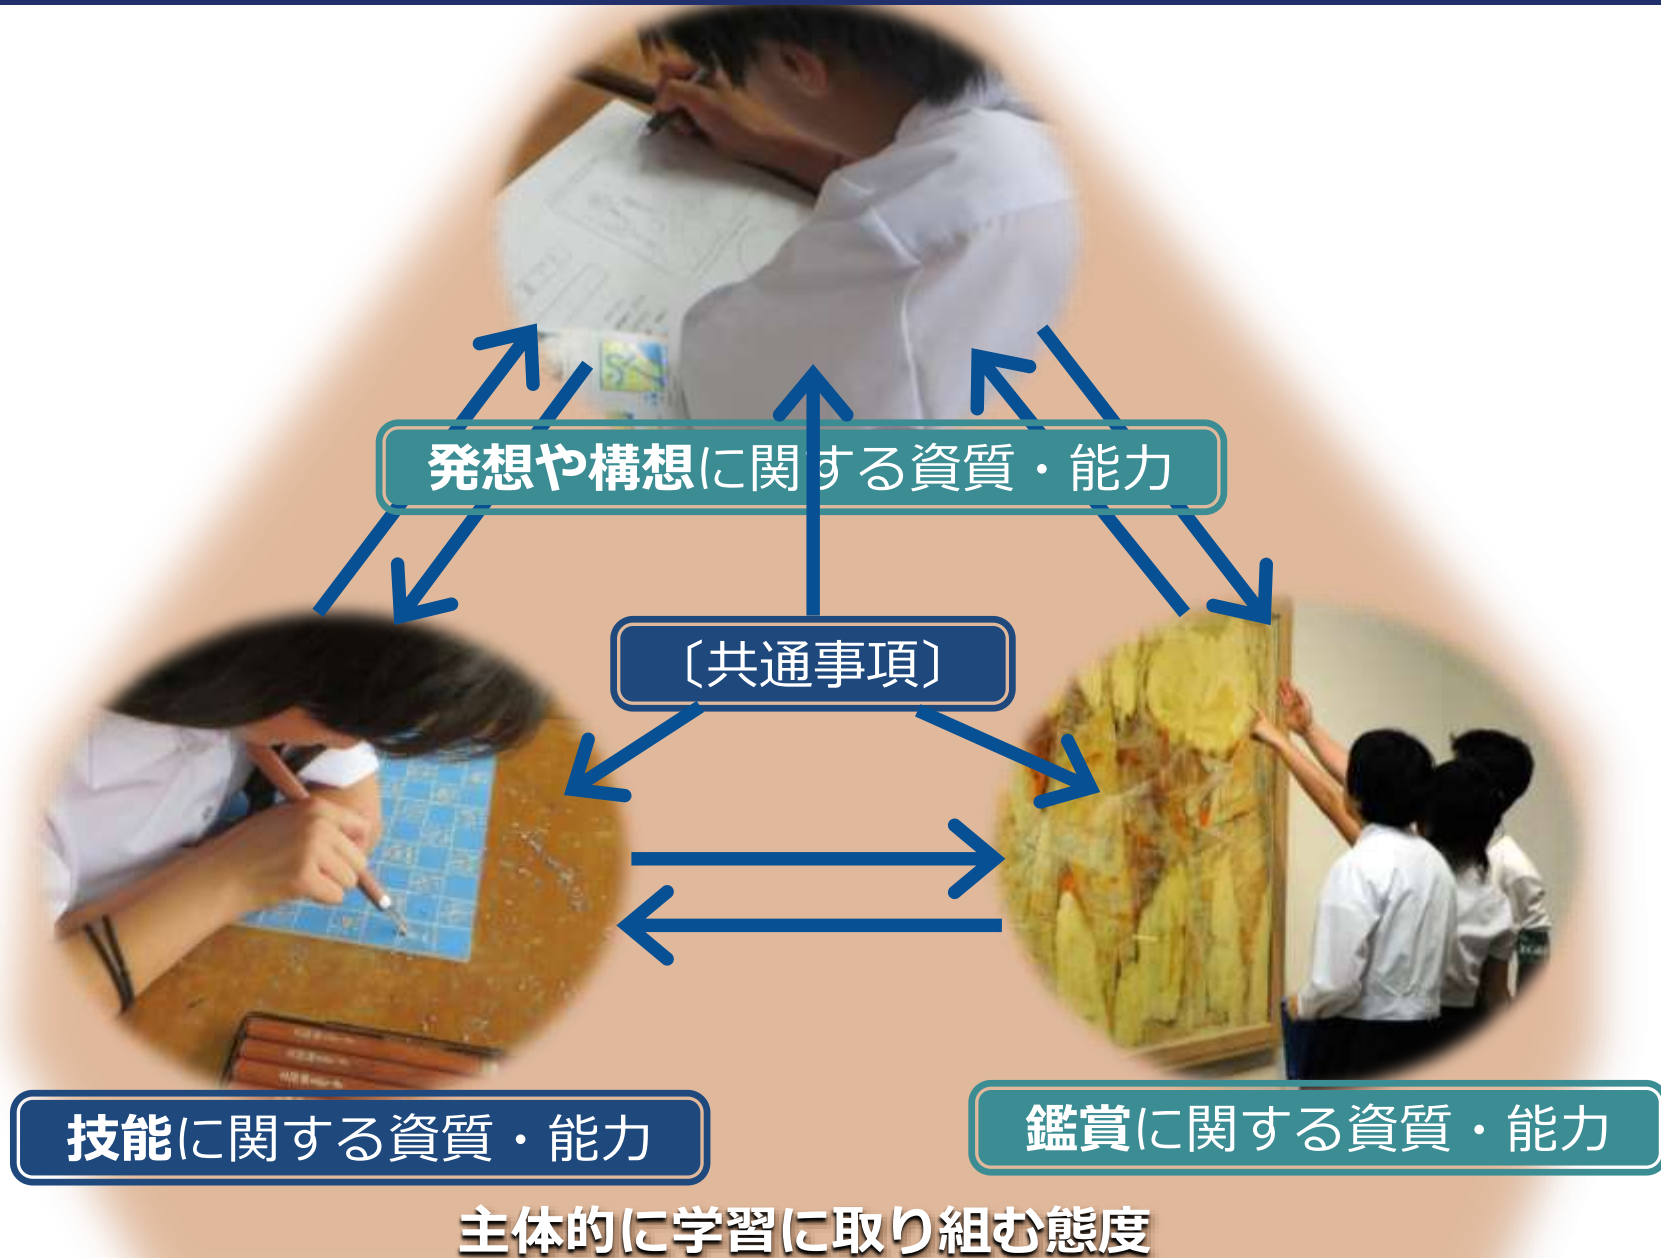 発想や構想に関する資質・能力
〔共通事項〕
技能に関する資質・能力
鑑賞に関する資質・能力
主体的に学習に取り組む態度